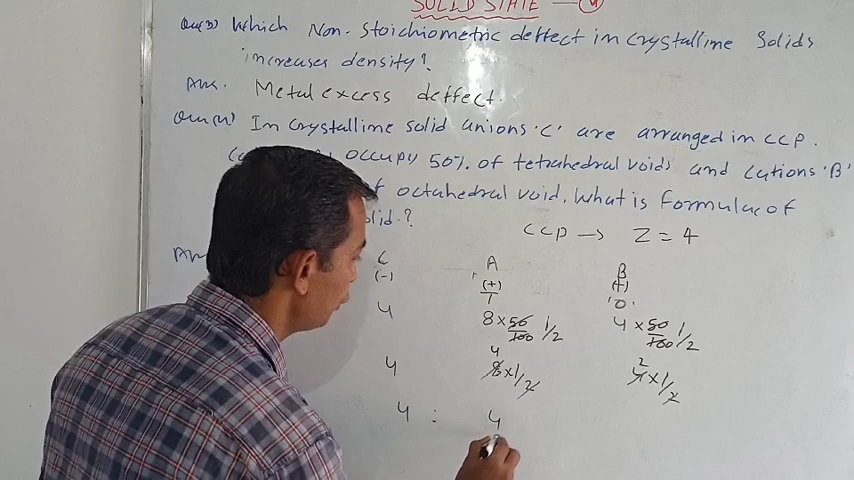 SOLID STATE - 4
Qu(3) Which Non-Stoichiometric deffect in Crystalline Solids
increases density?
Ans. Metal excess deffect.
Qu(4) In Crystalline solid anions 'C' are arranged in CCP.
occupy 50% of tetrahedral voids and cations 'B'
of octahedral void. What is Formulae of
solid?
CCP → Z = 4
Ans
C A B
(-) (+) (+)
T 'O'
4 8 × 50/100 1/2 4 × 50/100 1/2
4 4 8 × 1/2 2 4 × 1/2
4 : 4